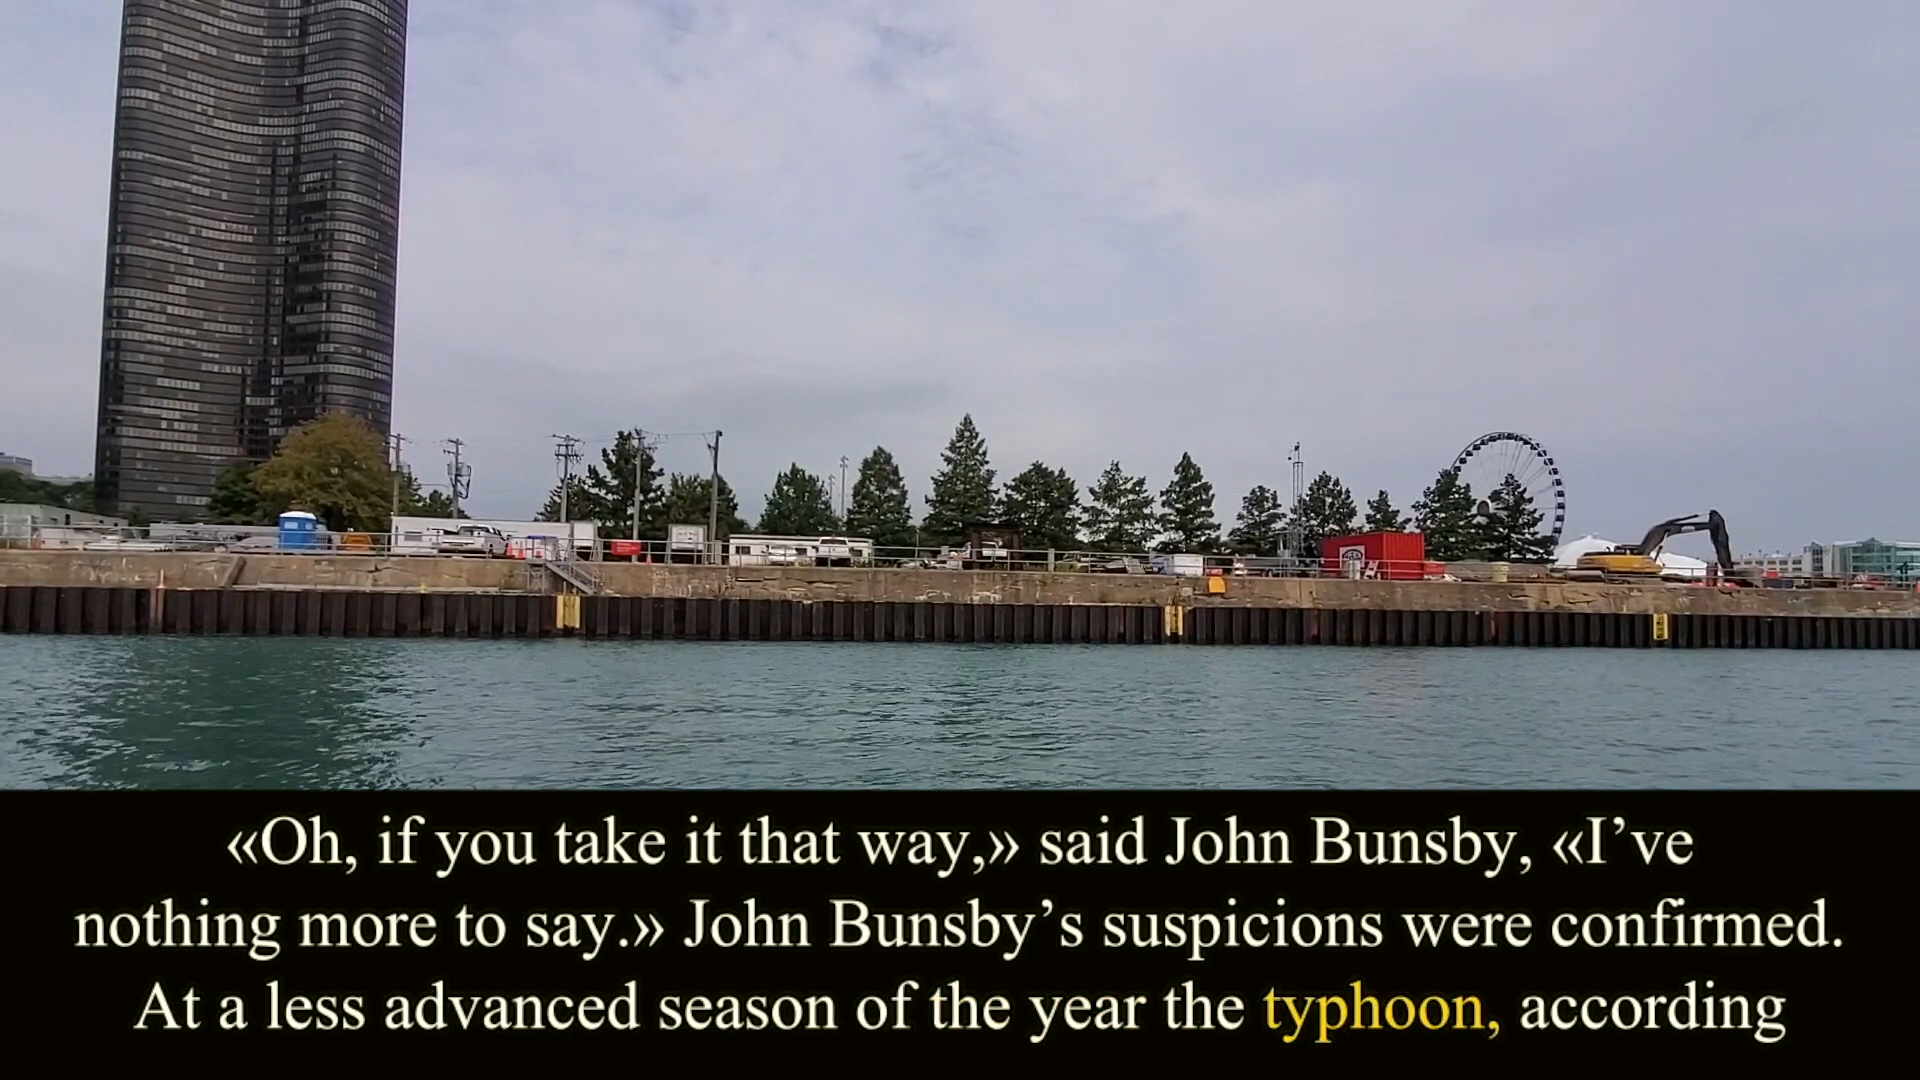 «Oh, if you take it that way,» said John Bunsby, «I’ve
nothing more to say.» John Bunsby’s suspicions were confirmed.
At a less advanced season of the year the typhoon, according